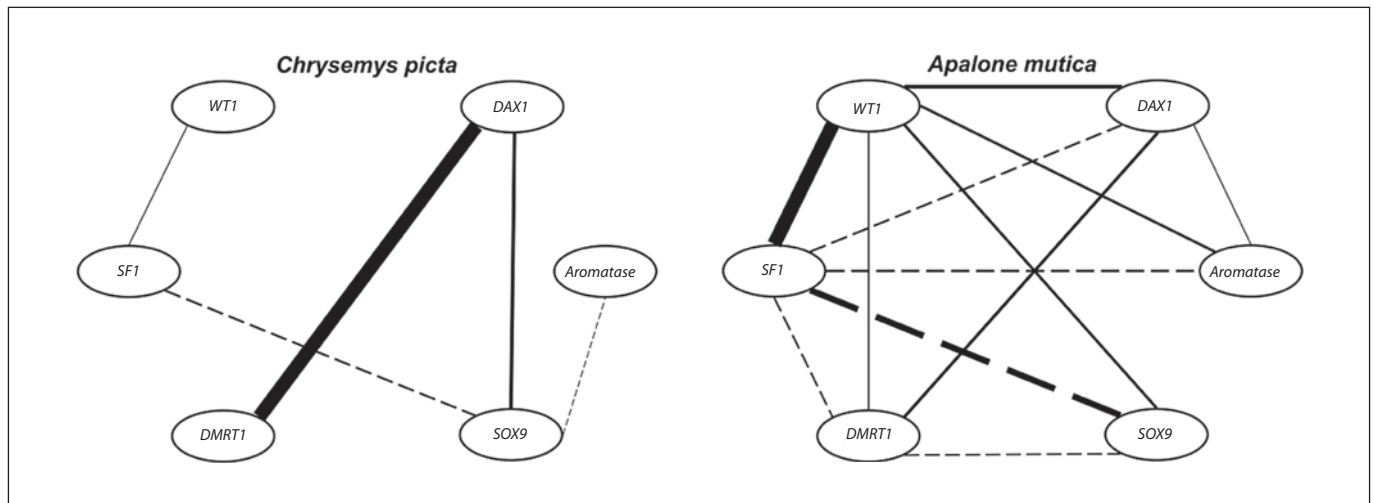 Chrysemys picta
WT1
DAX1
SF1
Aromatase
DMRT1
SOX9
Apalone mutica
WT1
DAX1
SF1
Aromatase
DMRT1
SOX9